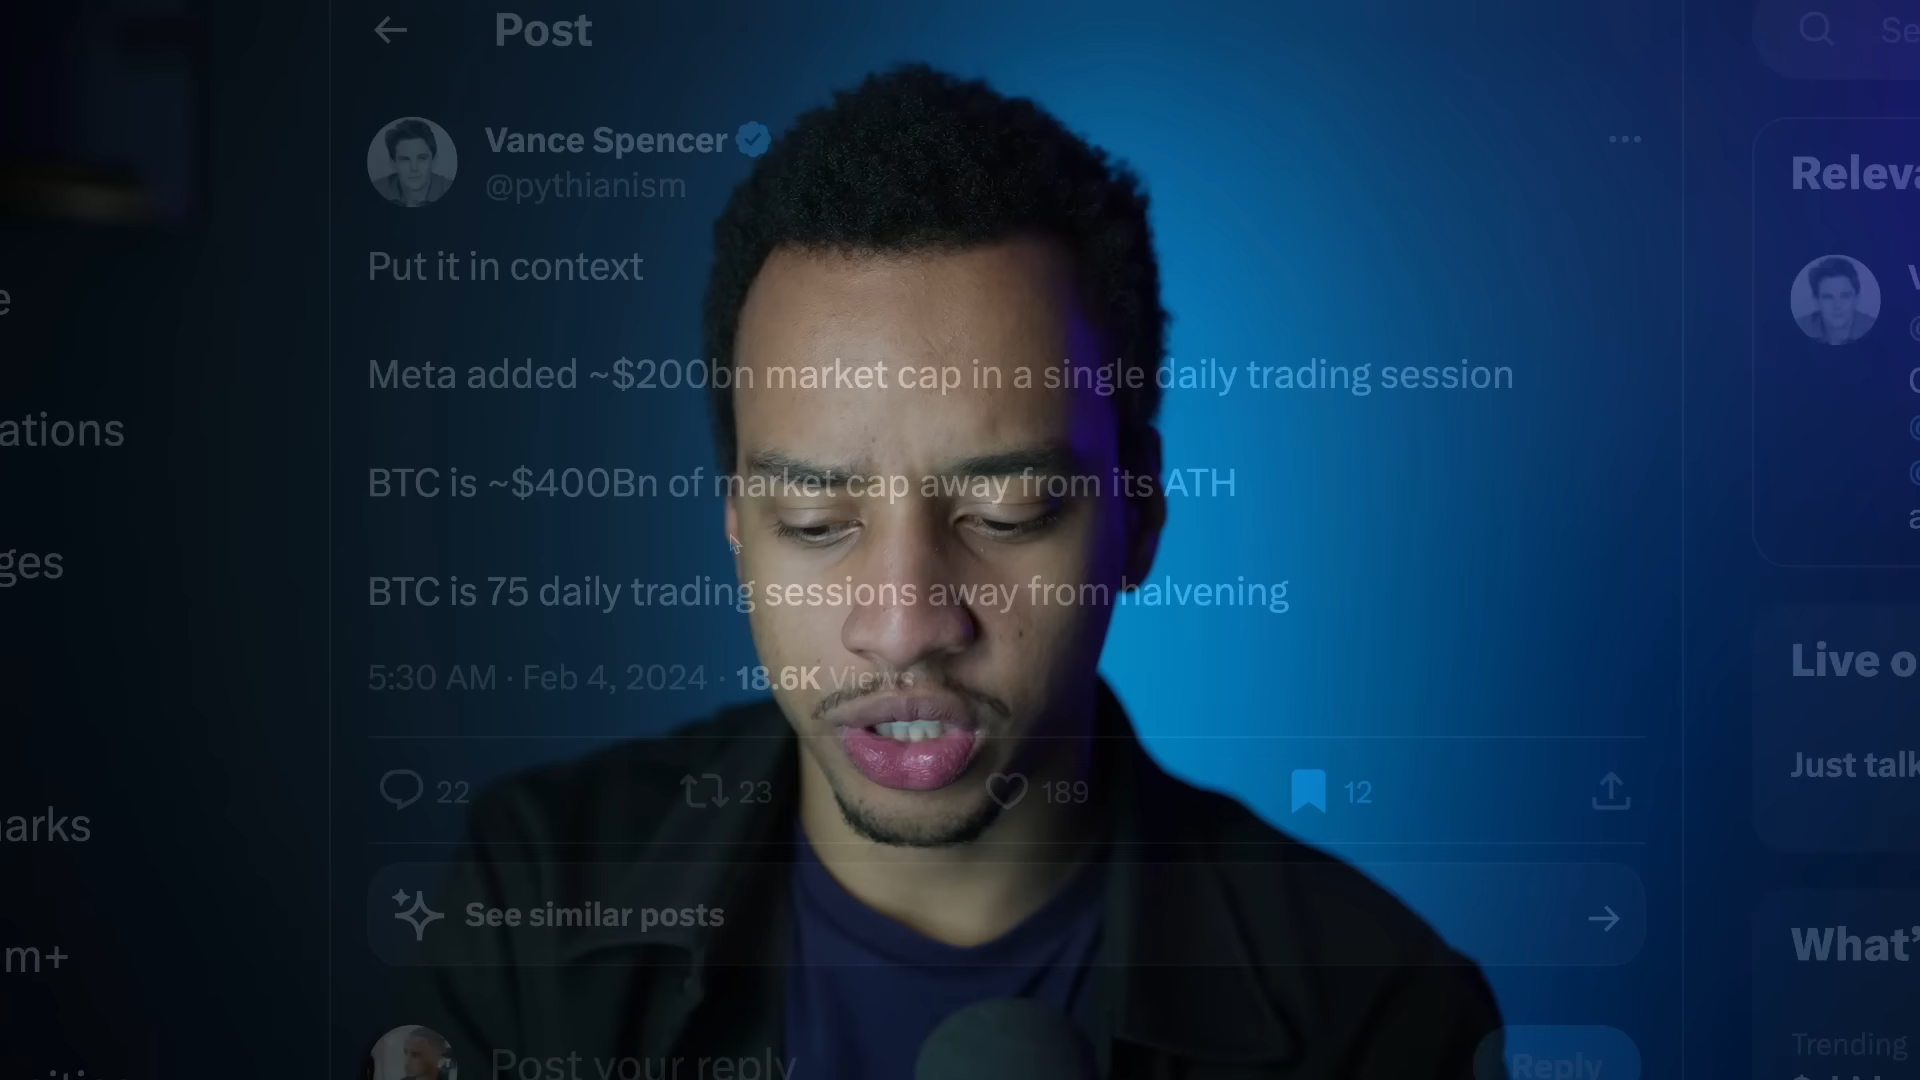 Post
Se
Vance Spencer
@pythianism
Releva
Put it in context
e
Meta added ~$200bn market cap in a single daily trading session
ations
BTC is ~$400Bn of market cap away from its ATH
ges
BTC is 75 daily trading sessions away from halvening
5:30 AM · Feb 4, 2024 · 18.6K Views
Live o
Just talk
22 23 189 12
arks
See similar posts
What'
m+
Trending
Post your reply
Reply